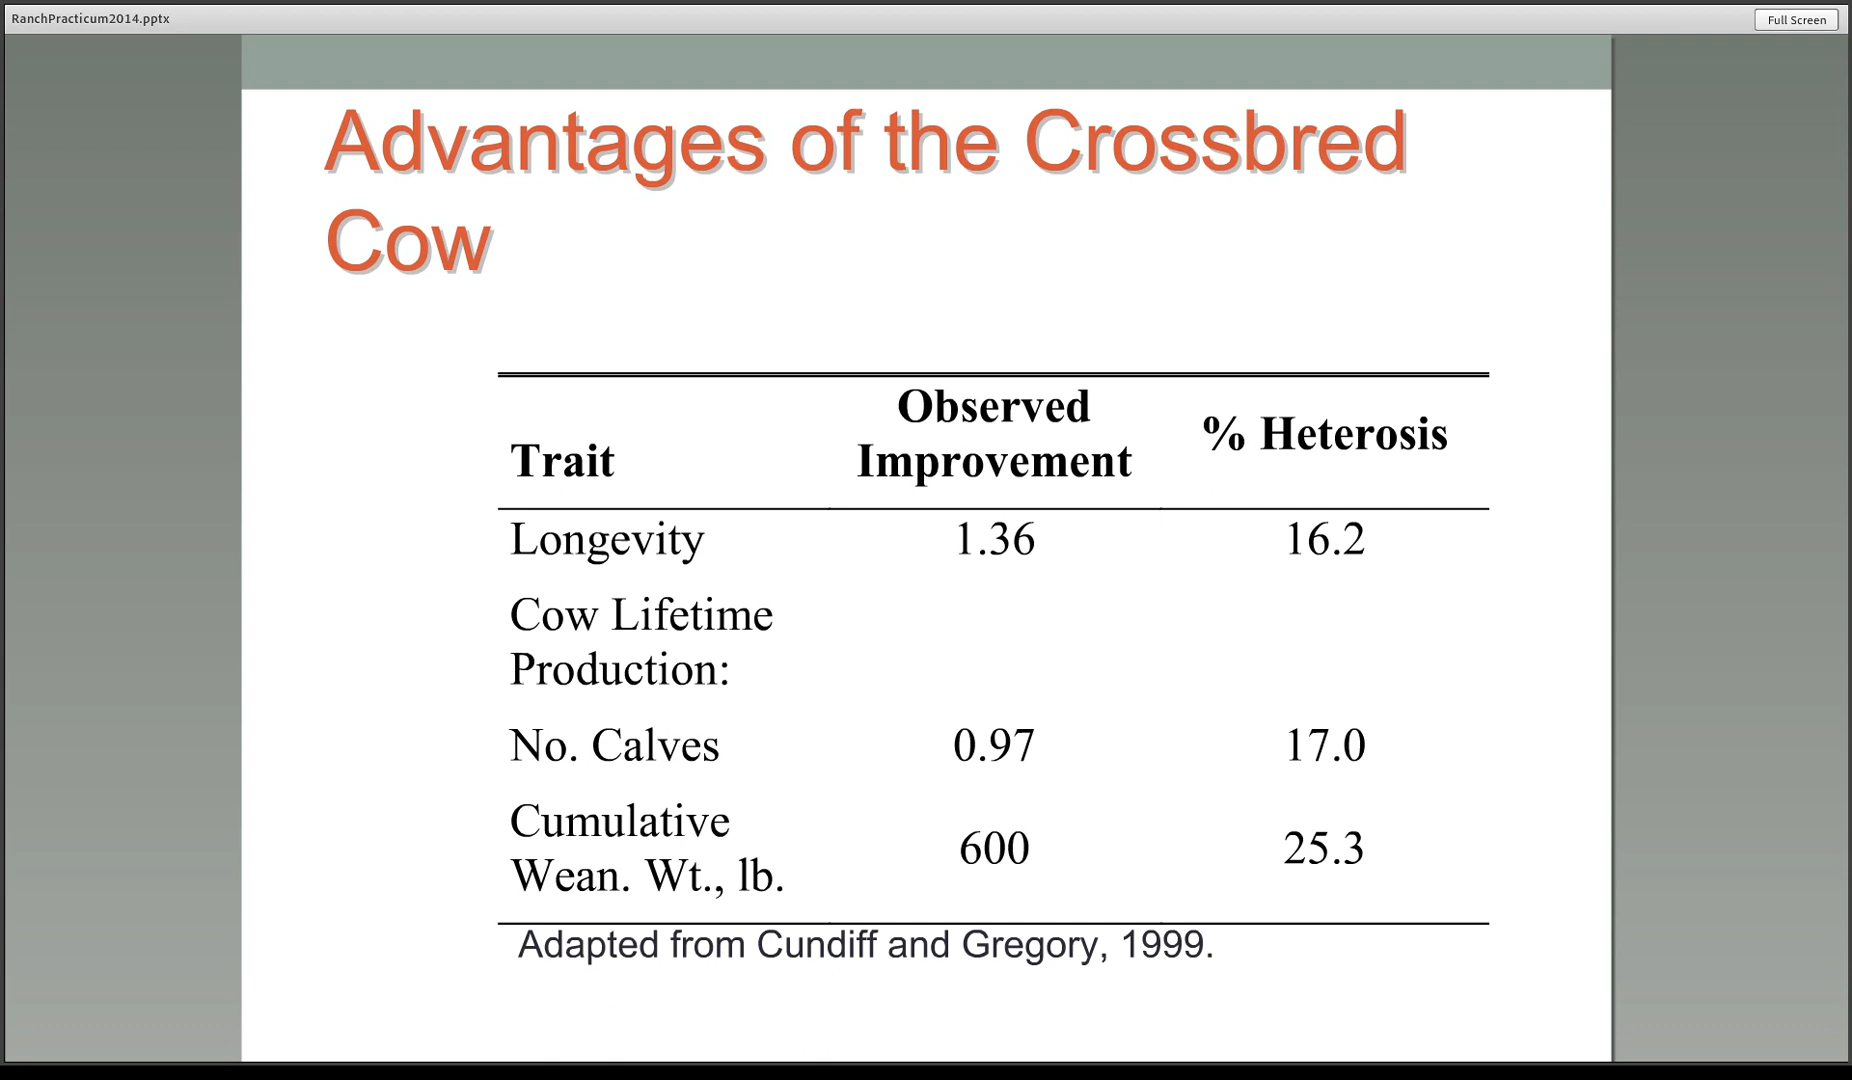 RanchPracticum2014.pptx
Full Screen
Advantages of the Crossbred
Cow
Trait
Observed
Improvement
% Heterosis
Longevity 1.36 16.2
Cow Lifetime
Production:
No. Calves 0.97 17.0
Cumulative
Wean. Wt., lb. 600 25.3
Adapted from Cundiff and Gregory, 1999.